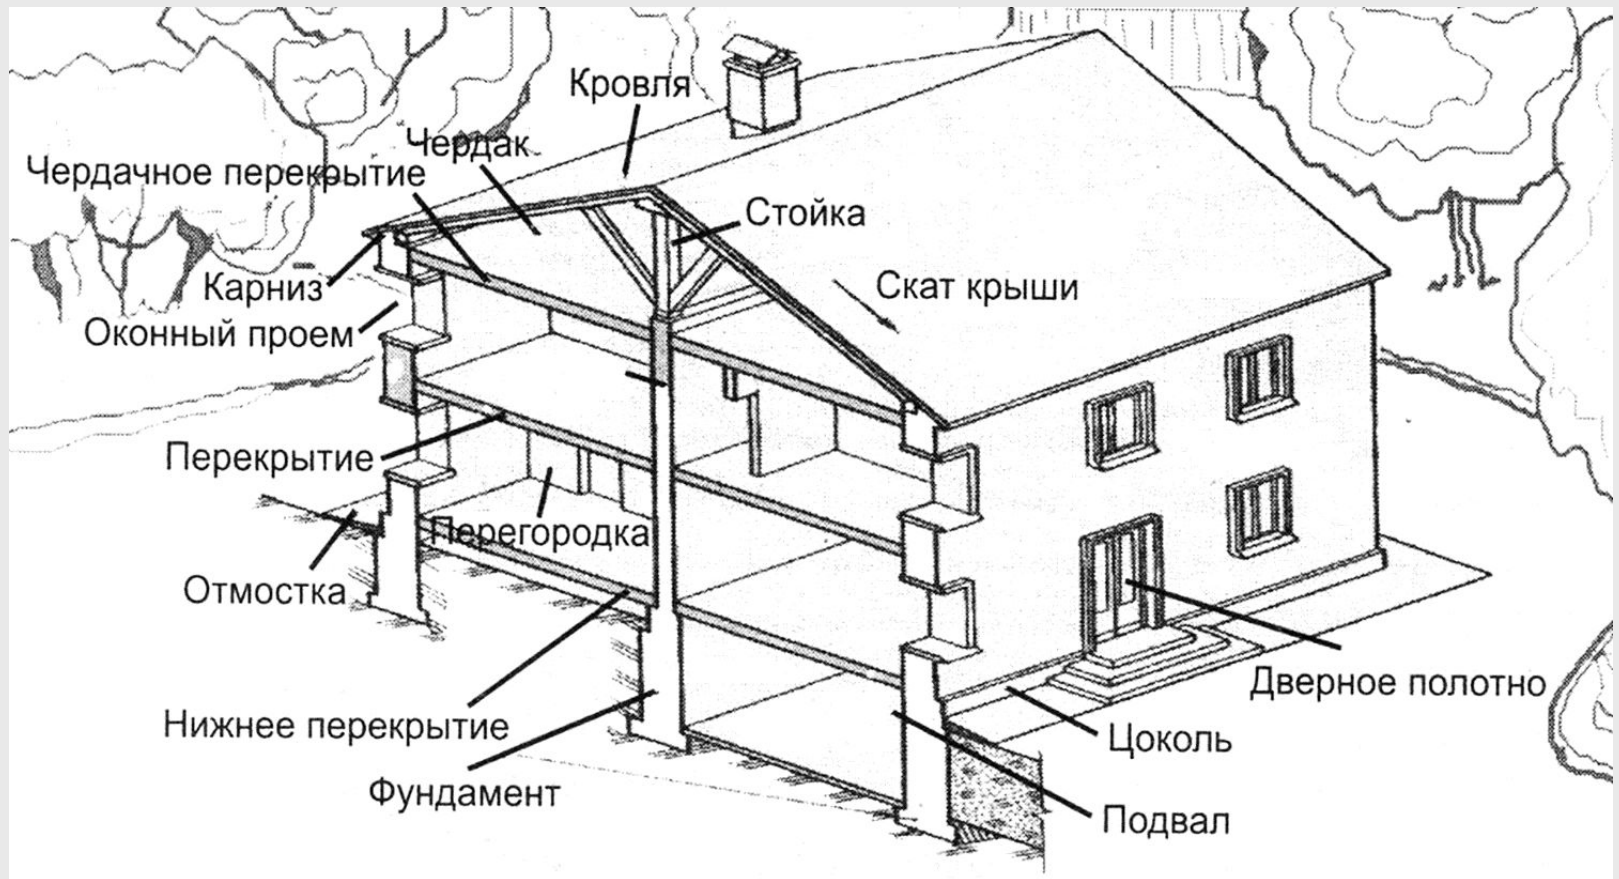 Кровля
Чердак
Чердачное перекрытие
Стойка
Карниз
Скат крыши
Оконный проем
Перекрытие
Перегородка
Отмостка
Дверное полотно
Нижнее перекрытие
Цоколь
Фундамент
Подвал